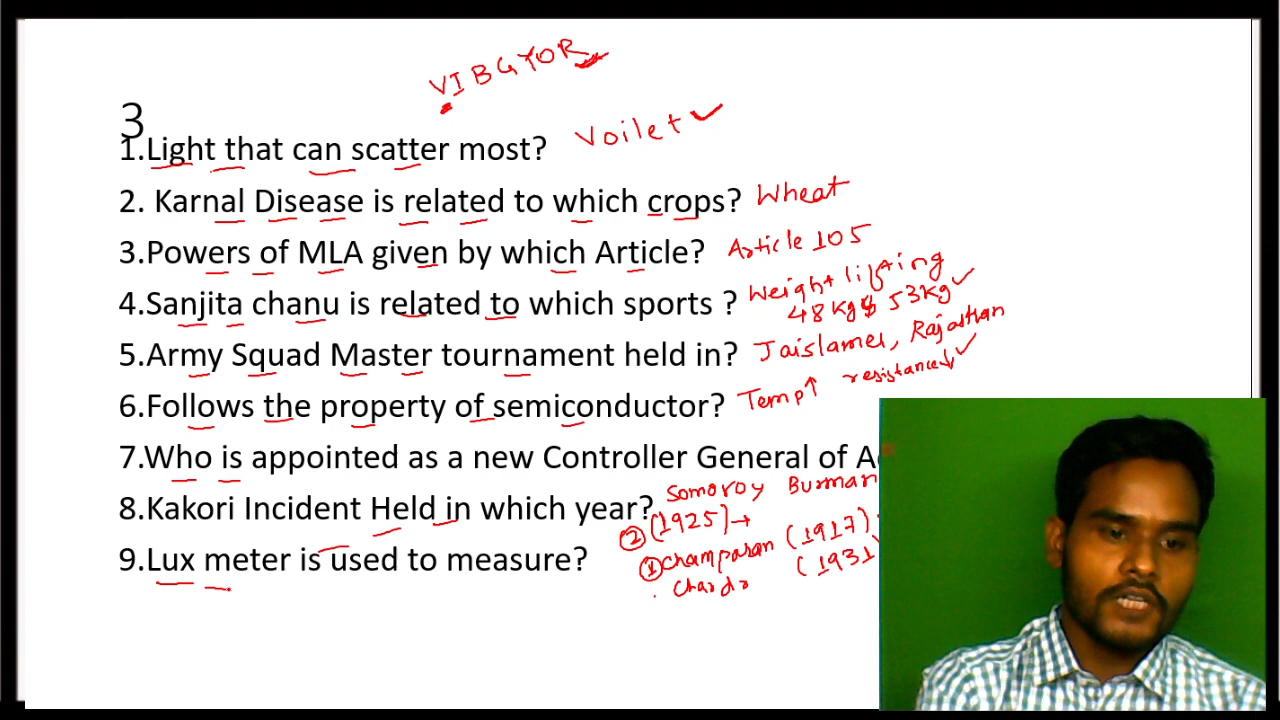 VIBGYOR
3
1.Light that can scatter most? Voilet
2. Karnal Disease is related to which crops? Wheat
3.Powers of MLA given by which Article? Article 105
4.Sanjita chanu is related to which sports ? Weight lifting
48 Kg 53 Kg
5.Army Squad Master tournament held in? Jaislamer, Rajasthan
6.Follows the property of semiconductor? Temp↑ resistance↓
7.Who is appointed as a new Controller General of
Somoroy Burman
8.Kakori Incident Held in which year? ② (1925)→
① Champaran (1917)
9.Lux meter is used to measure?
(1931